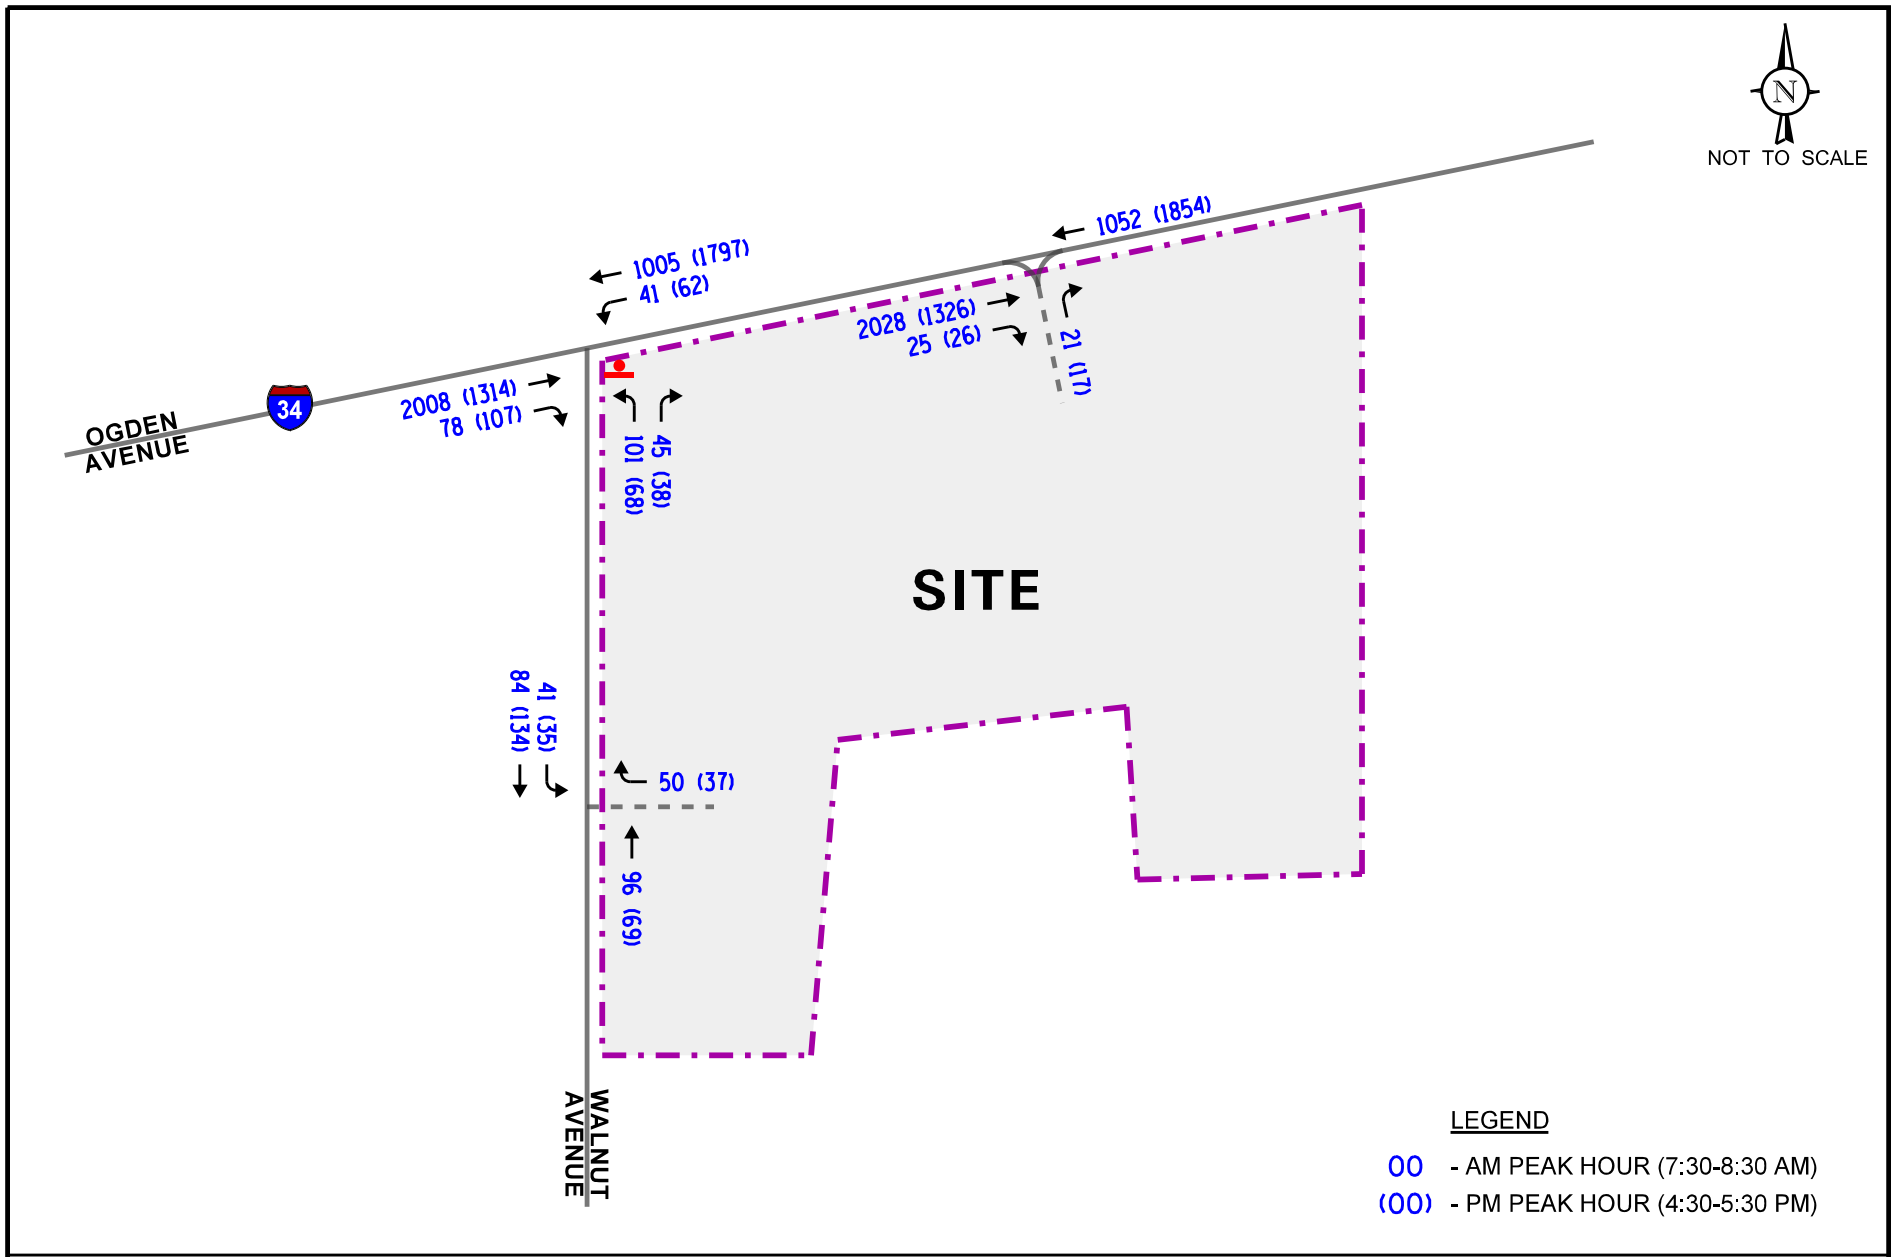 N
NOT TO SCALE
1052 (1854)
1005 (1797)
41 (62)
2028 (1326)
25 (26)
21 (17)
34
2008 (1314)
78 (107)
OGDEN
AVENUE
45 (38)
101 (68)
SITE
41 (35)
84 (134)
50 (37)
96 (69)
WALNUT
AVENUE
LEGEND
00 - AM PEAK HOUR (7:30-8:30 AM)
(00) - PM PEAK HOUR (4:30-5:30 PM)